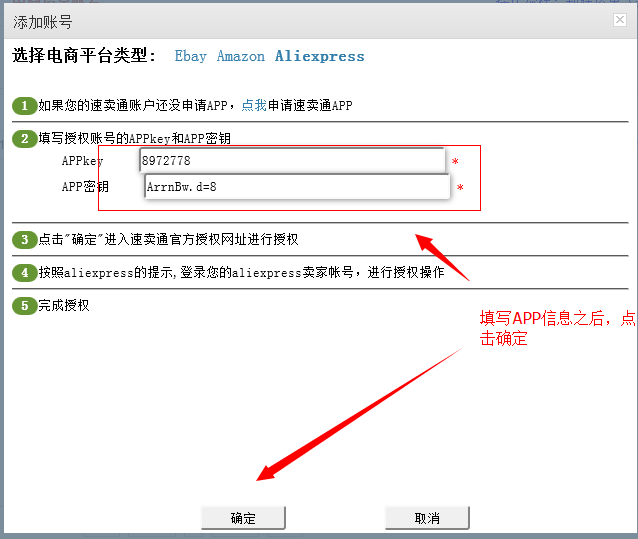 添加账号
选择电商平台类型: Ebay Amazon Aliexpress
1 如果您的速卖通账户还没申请APP，点我申请速卖通APP
2 填写授权账号的APPkey和APP密钥
APPkey 8972778 *
APP密钥 ArrnBw.d=8 *
3 点击"确定"进入速卖通官方授权网址进行授权
4 按照aliexpress的提示,登录您的aliexpress卖家帐号，进行授权操作
5 完成授权
填写APP信息之后，点
击确定
确定 取消